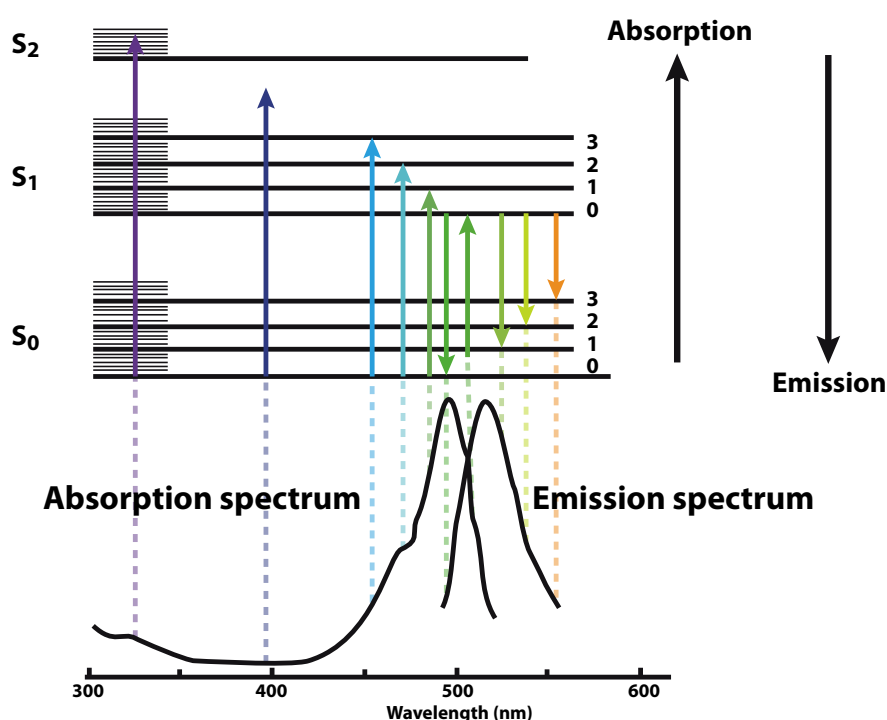 Absorption
S2
S1
3
2
1
0
S0
3
2
1
0
Emission
Absorption spectrum
Emission spectrum
300
400
500
600
Wavelength (nm)